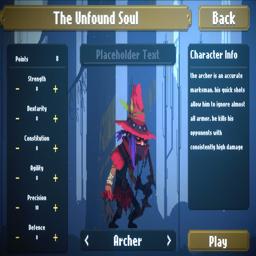 The Unfound Soul
Back
Points 8
Placeholder Text
Character Info
Strength
-
+
Dexterity
-
+
Constitution
-
+
Agility
-
+
Precision
- 10 +
Defence
-
+
the archer is an accurate
marksman. his quick shots
allow him to ignore almost
all armor. he kills his
opponents with
consistently high damage
< Archer >
Play